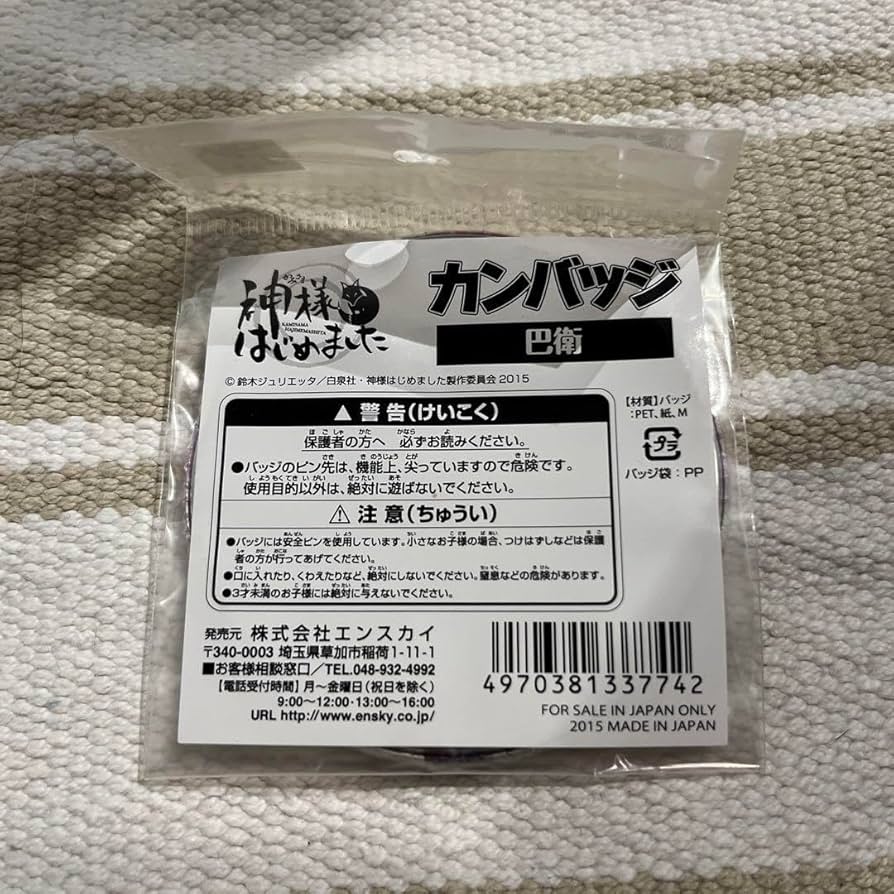 神様はじめました
かみさま
KAMISAMA
HAJIMEMASHITA
カンバッジ
巴衛
© 鈴木ジュリエッタ／白泉社・神様はじめました製作委員会 2015
【材質】バッジ
：PET、紙、M
プラ
バッジ袋：PP
▲ 警告(けいこく)
保護者の方へ 必ずお読みください。
●バッジのピン先は、機能上、尖っていますので危険です。
使用目的以外は、絶対に遊ばないでください。
⚠ 注意(ちゅうい)
●バッジには安全ピンを使用しています。小さなお子様の場合、つけはずしなどは保護
者の方が行ってあげてください。
●口に入れたり、くわえたりなど、絶対にしないでください。窒息などの危険があります。
●3才未満のお子様には絶対に与えないでください。
発売元 株式会社エンスカイ
〒340-0003 埼玉県草加市稲荷1-11-1
■お客様相談窓口／TEL.048-932-4992
【電話受付時間】月〜金曜日(祝日を除く)
9:00〜12:00・13:00〜16:00
URL http://www.ensky.co.jp/
4970381337742
FOR SALE IN JAPAN ONLY
2015 MADE IN JAPAN